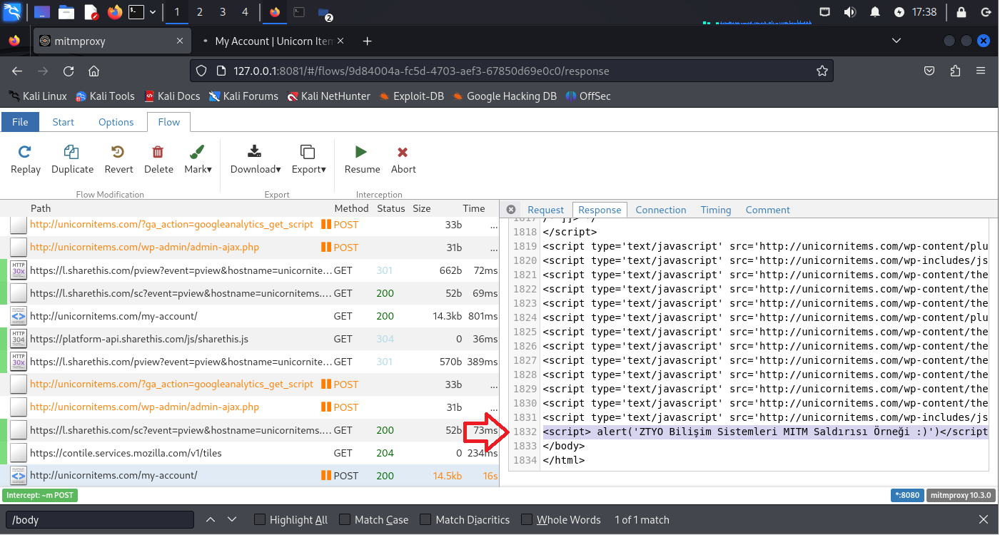 1 2 3 4 2 17:38
mitmproxy My Account | Unicorn Item
127.0.0.1:8081/#/flows/9d84004a-fc5d-4703-aef3-67850d69e0c0/response
Kali Linux Kali Tools Kali Docs Kali Forums Kali NetHunter Exploit-DB Google Hacking DB OffSec
File Start Options Flow
Replay Duplicate Revert Delete Mark▾ Download▾ Export▾ Resume Abort
Flow Modification Export Interception
Path Method Status Size Time
http://unicornitems.com/?ga_action=googleanalytics_get_script POST 33b ...
http://unicornitems.com/wp-admin/admin-ajax.php POST 31b ...
HTTP 30x https://l.sharethis.com/pview?event=pview&hostname=unicornite... GET 301 662b 72ms
https://l.sharethis.com/sc?event=pview&hostname=unicornitems.... GET 200 52b 69ms
<> http://unicornitems.com/my-account/ GET 200 14.3kb 801ms
HTTP 304 https://platform-api.sharethis.com/js/sharethis.js GET 304 0 36ms
HTTP 30x https://l.sharethis.com/pview?event=pview&hostname=unicornite... GET 301 570b 389ms
http://unicornitems.com/?ga_action=googleanalytics_get_script POST 33b ...
http://unicornitems.com/wp-admin/admin-ajax.php POST 31b ...
https://l.sharethis.com/sc?event=pview&hostname=unicornitems.... GET 200 52b 73ms
https://contile.services.mozilla.com/v1/tiles GET 204 0 234ms
<> http://unicornitems.com/my-account/ POST 200 14.5kb 16s
Request Response Connection Timing Comment
1817
1818 </script>
1819 <script type='text/javascript' src='http://unicornitems.com/wp-content/plu
1820 <script type='text/javascript' src='http://unicornitems.com/wp-includes/js
1821 <script type='text/javascript' src='http://unicornitems.com/wp-content/the
1822 <script type='text/javascript' src='http://unicornitems.com/wp-content/the
1823 <script type='text/javascript' src='http://unicornitems.com/wp-content/the
1824 <script type='text/javascript' src='http://unicornitems.com/wp-content/plu
1825 <script type='text/javascript' src='http://unicornitems.com/wp-content/the
1826 <script type='text/javascript' src='http://unicornitems.com/wp-content/the
1827 <script type='text/javascript' src='http://unicornitems.com/wp-content/the
1828 <script type='text/javascript' src='http://unicornitems.com/wp-content/the
1829 <script type='text/javascript' src='http://unicornitems.com/wp-content/the
1830 <script type='text/javascript' src='http://unicornitems.com/wp-content/the
1831 <script type='text/javascript' src='http://unicornitems.com/wp-includes/js
1832 <script> alert('ZTYO Bilişim Sistemleri MITM Saldırısı Örneği :)')</script
1833 </body>
1834 </html>
Intercept: ~m POST *:8080 mitmproxy 10.3.0
/body Highlight All Match Case Match Diacritics Whole Words 1 of 1 match